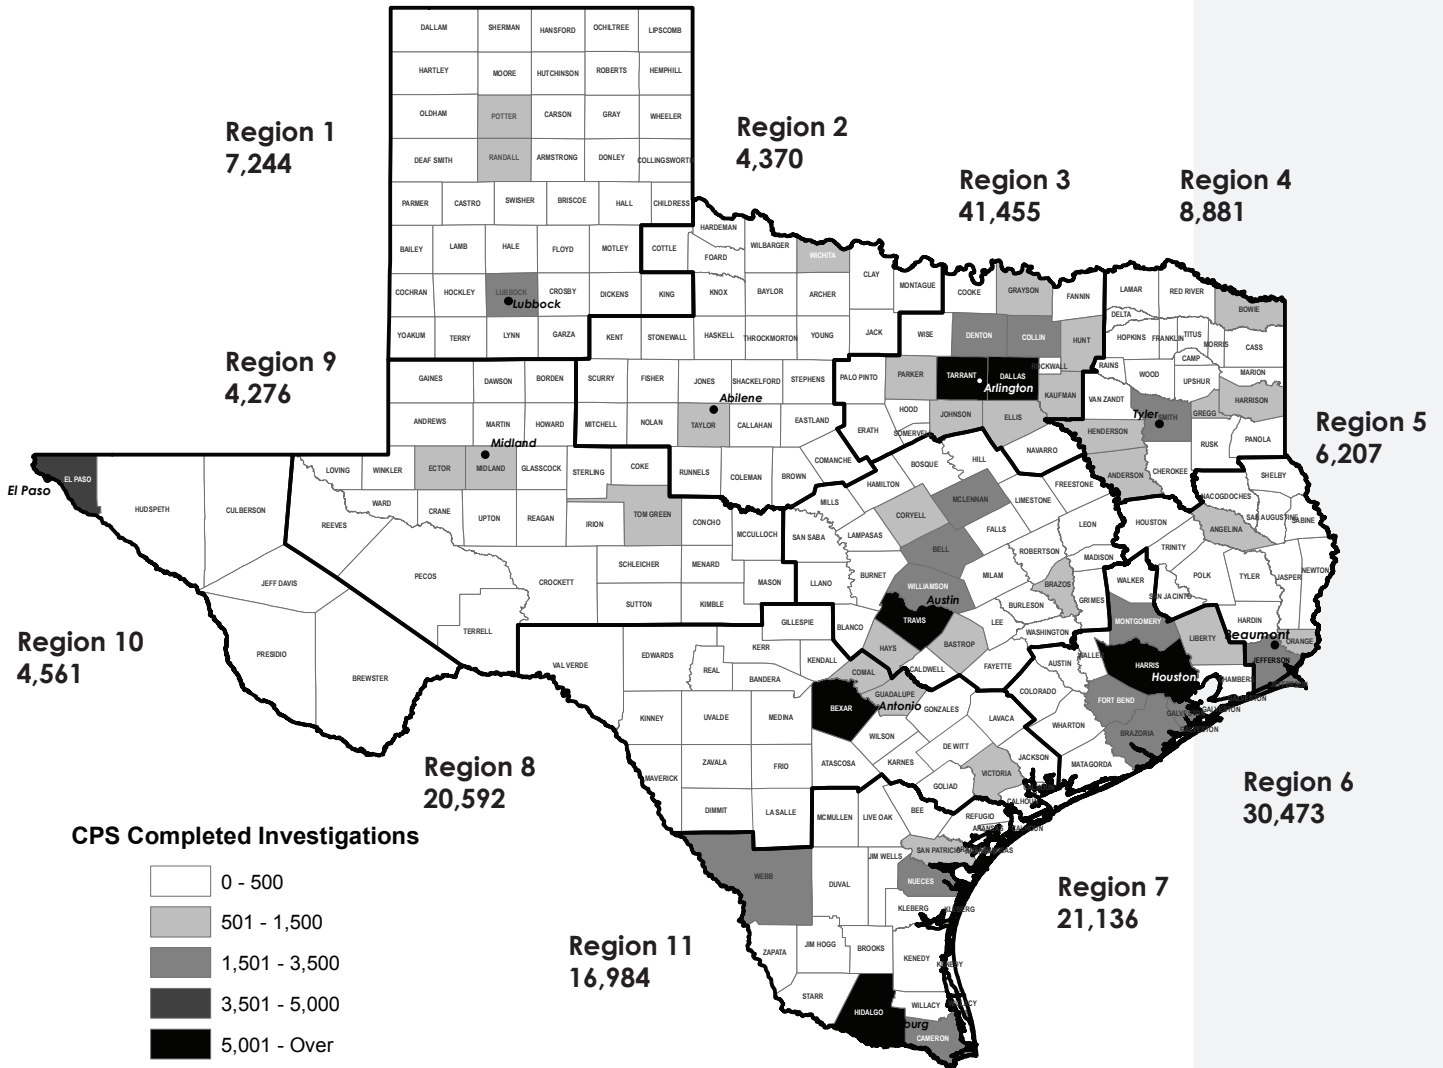 DALLAM SHERMAN HANSFORD OCHILTREE LIPSCOMB
HARTLEY MOORE HUTCHINSON ROBERTS HEMPHILL
OLDHAM POTTER CARSON GRAY WHEELER
Region 1
7,244
Region 2
4,370
DEAF SMITH RANDALL ARMSTRONG DONLEY COLLINGSWORTH
Region 3
41,455
Region 4
8,881
PARMER CASTRO SWISHER BRISCOE HALL CHILDRESS
HARDEMAN
BAILEY LAMB HALE FLOYD MOTLEY COTTLE FOARD WILBARGER WICHITA
CLAY MONTAGUE COOKE GRAYSON FANNIN LAMAR RED RIVER BOWIE
COCHRAN HOCKLEY LUBBOCK CROSBY DICKENS KING KNOX BAYLOR ARCHER
Lubbock
DELTA
YOAKUM TERRY LYNN GARZA KENT STONEWALL HASKELL THROCKMORTON YOUNG JACK WISE DENTON COLLIN HUNT HOPKINS FRANKLIN TITUS MORRIS CASS
Region 9
4,276
CAMP
ROCKWALL RAINS WOOD UPSHUR MARION
GAINES DAWSON BORDEN SCURRY FISHER JONES SHACKELFORD STEPHENS PALO PINTO PARKER TARRANT DALLAS
Arlington
KAUFMAN VAN ZANDT SMITH GREGG HARRISON
Abilene
Tyler
ANDREWS MARTIN HOWARD MITCHELL NOLAN TAYLOR CALLAHAN EASTLAND ERATH HOOD JOHNSON ELLIS HENDERSON RUSK PANOLA
SOMERVELL
Region 5
6,207
Midland
LOVING WINKLER ECTOR MIDLAND GLASSCOCK STERLING COKE RUNNELS COLEMAN BROWN COMANCHE BOSQUE HILL NAVARRO ANDERSON CHEROKEE SHELBY
El Paso
EL PASO HUDSPETH CULBERSON
WARD CRANE UPTON REAGAN IRION TOM GREEN CONCHO MCCULLOCH MILLS HAMILTON CORYELL MCLENNAN LIMESTONE FREESTONE NACOGDOCHES
REEVES SAN SABA LAMPASAS FALLS LEON HOUSTON ANGELINA SAN AUGUSTINE SABINE
JEFF DAVIS PECOS CROCKETT SCHLEICHER MENARD MASON LLANO BURNET BELL MILAM ROBERTSON MADISON TRINITY POLK TYLER JASPER NEWTON
WILLIAMSON BRAZOS WALKER SAN JACINTO
SUTTON KIMBLE
Austin
BURLESON GRIMES
TERRELL GILLESPIE BLANCO TRAVIS LEE WASHINGTON MONTGOMERY LIBERTY HARDIN
Beaumont
ORANGE
Region 10
4,561
PRESIDIO BREWSTER VAL VERDE EDWARDS REAL KERR KENDALL HAYS BASTROP
BANDERA COMAL CALDWELL FAYETTE AUSTIN WALLER HARRIS
Houston
CHAMBERS JEFFERSON
KINNEY UVALDE MEDINA BEXAR GUADALUPE
Antonio
GONZALES LAVACA COLORADO FORT BEND GALVESTON
WILSON DE WITT WHARTON BRAZORIA
Region 8
20,592
MAVERICK ZAVALA FRIO ATASCOSA KARNES VICTORIA JACKSON MATAGORDA
GOLIAD
Region 6
30,473
DIMMIT LA SALLE MCMULLEN LIVE OAK BEE CALHOUN
REFUGIO
CPS Completed Investigations
SAN PATRICIO
JIM WELLS
0 - 500
501 - 1,500
1,501 - 3,500
3,501 - 5,000
5,001 - Over
WEBB DUVAL NUECES
Region 7
21,136
KLEBERG KLEBERG
Region 11
16,984
ZAPATA JIM HOGG BROOKS KENEDY KENEDY
STARR HIDALGO WILLACY
burg
CAMERON